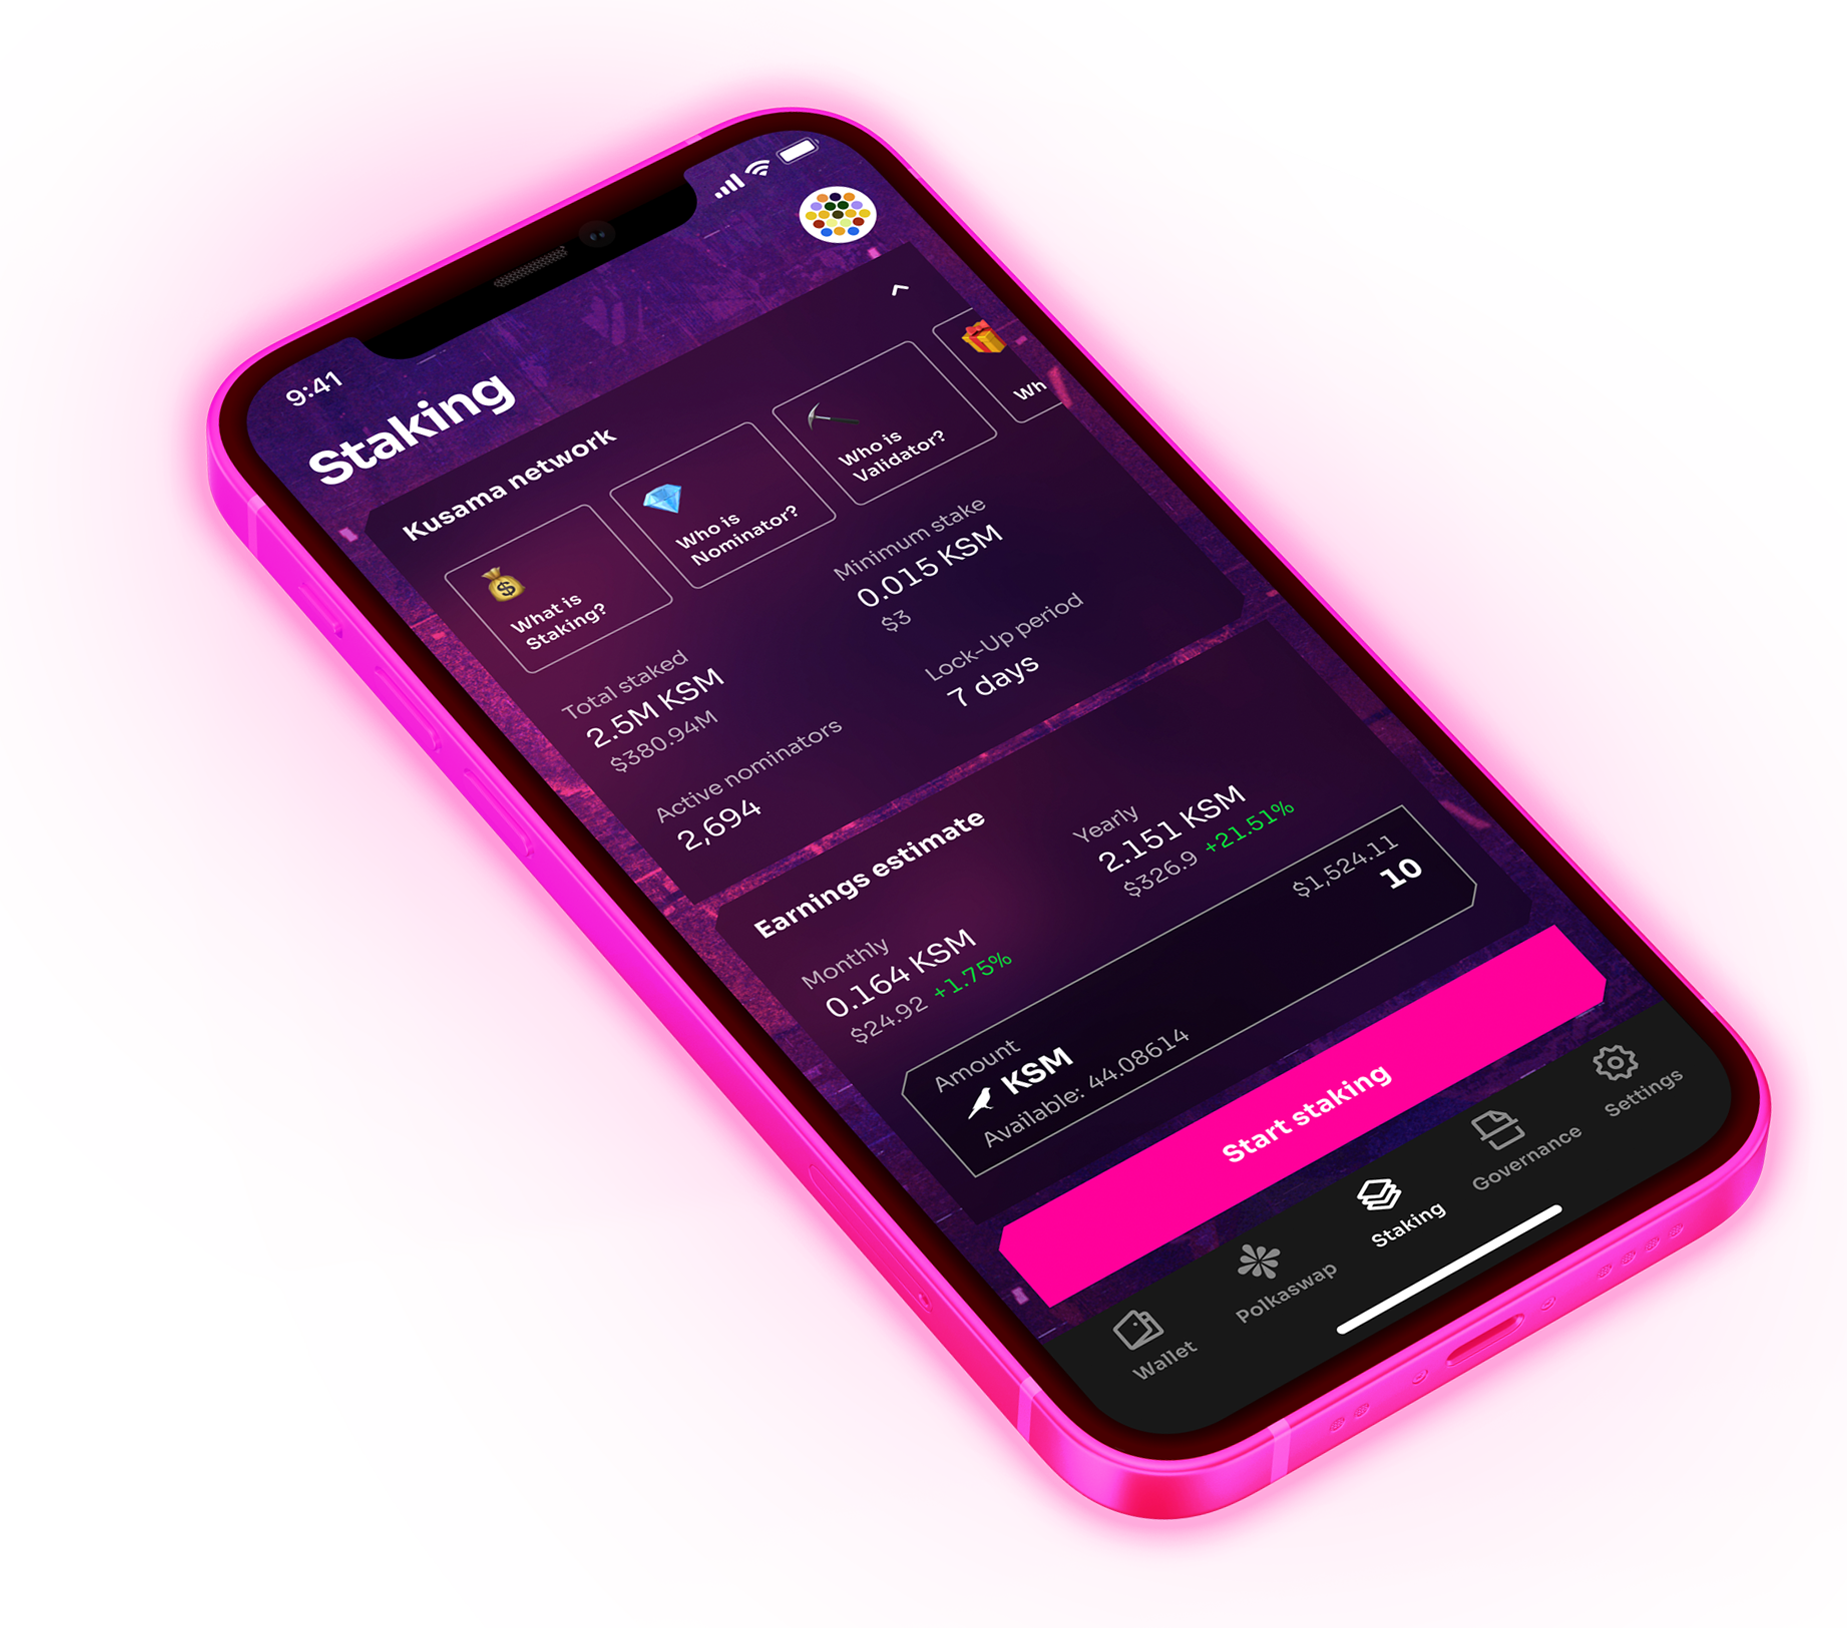 9:41
Staking
Kusama network
What is
Staking?
Who is
Nominator?
Who is
Validator?
Wh
Total staked
2.5M KSM
$380.94M
Minimum stake
0.015 KSM
$3
Active nominators
2,694
Lock-Up period
7 days
Earnings estimate
Monthly
0.164 KSM
$24.92 +1.75%
Yearly
2.151 KSM
$326.9 +21.51%
Amount
$1,524.11
KSM
10
Available: 44.08614
Start staking
Wallet
Polkaswap
Staking
Governance
Settings